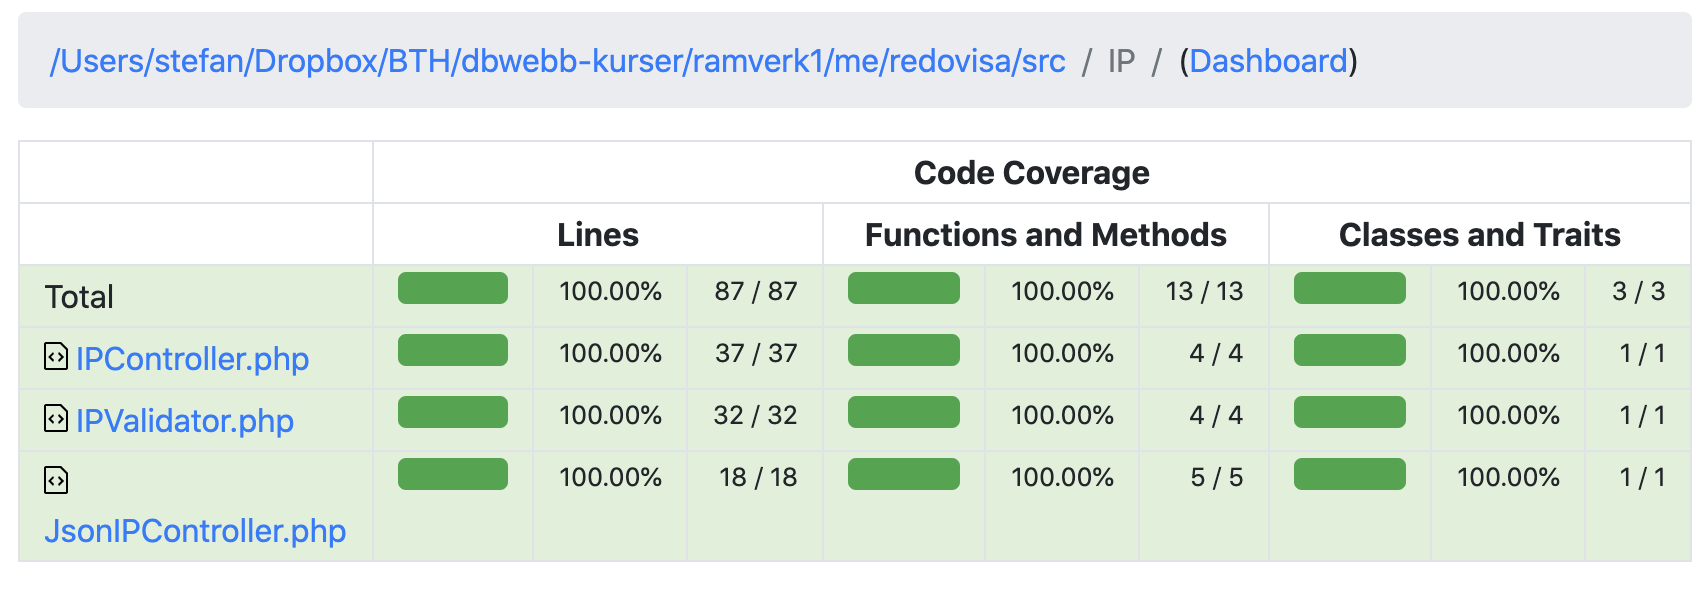 /Users/stefan/Dropbox/BTH/dbwebb-kurser/ramverk1/me/redovisa/src / IP / (Dashboard)
Code Coverage
Lines Functions and Methods Classes and Traits
Total 100.00% 87 / 87 100.00% 13 / 13 100.00% 3 / 3
IPController.php 100.00% 37 / 37 100.00% 4 / 4 100.00% 1 / 1
IPValidator.php 100.00% 32 / 32 100.00% 4 / 4 100.00% 1 / 1
JsonIPController.php 100.00% 18 / 18 100.00% 5 / 5 100.00% 1 / 1